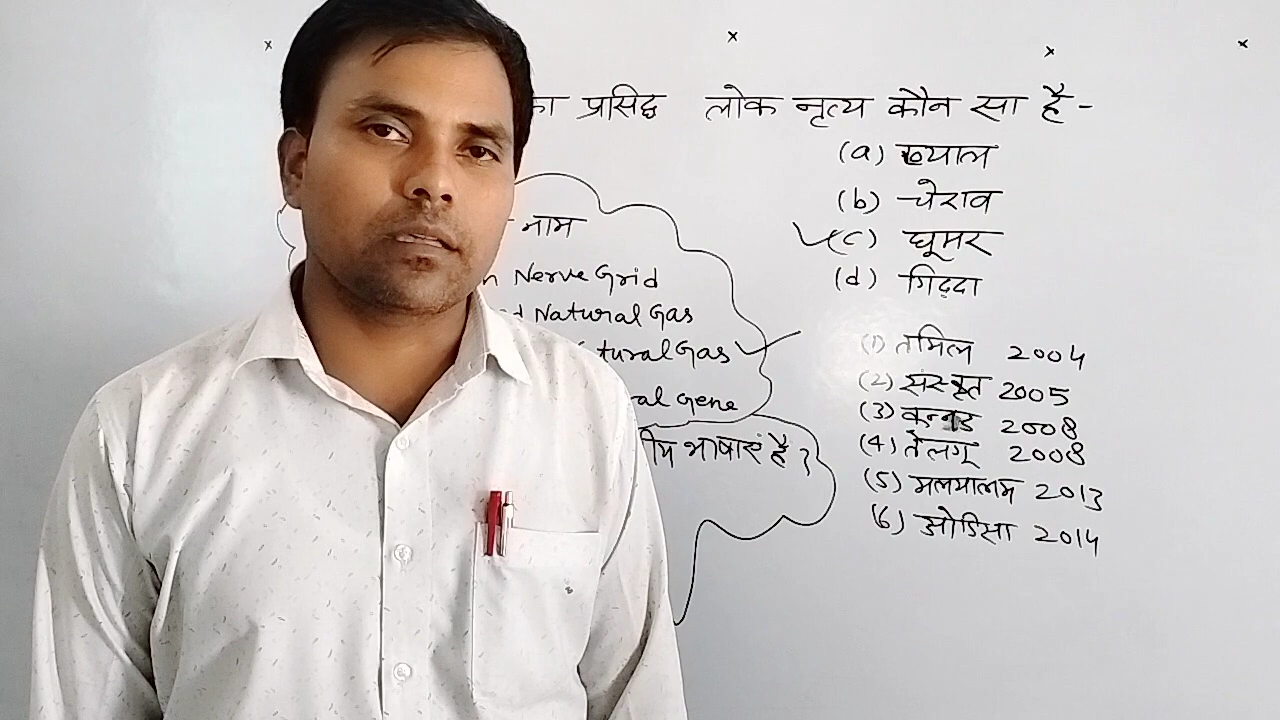 का प्रसिद्ध लोक नृत्य कौन सा है-
(a) ख्याल
(b) चेराव
(c) घूमर
(d) गिद्दा
नाम
n Nerve Grid
Natural Gas
tural Gas
al Gene
भाषाएं है?
(1) तमिल 2004
(2) संस्कृत 2005
(3) कन्नड 2008
(4) तेलगू 2008
(5) मलयालम 2013
(6) ओडिसा 2014